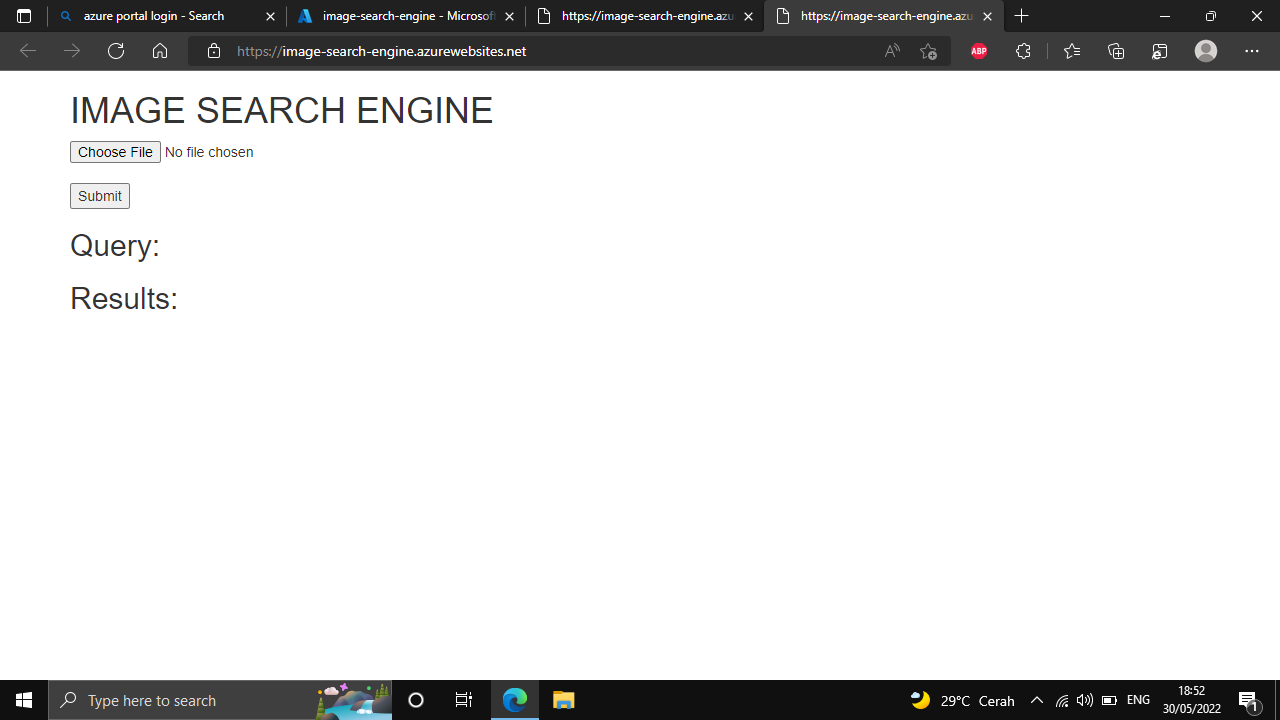 azure portal login - Search
image-search-engine - Microsoft
https://image-search-engine.azu
https://image-search-engine.azu
https://image-search-engine.azurewebsites.net
A
ABP
IMAGE SEARCH ENGINE
Choose File No file chosen
Submit
Query:
Results:
Type here to search
29°C Cerah
ENG
18:52
30/05/2022
1